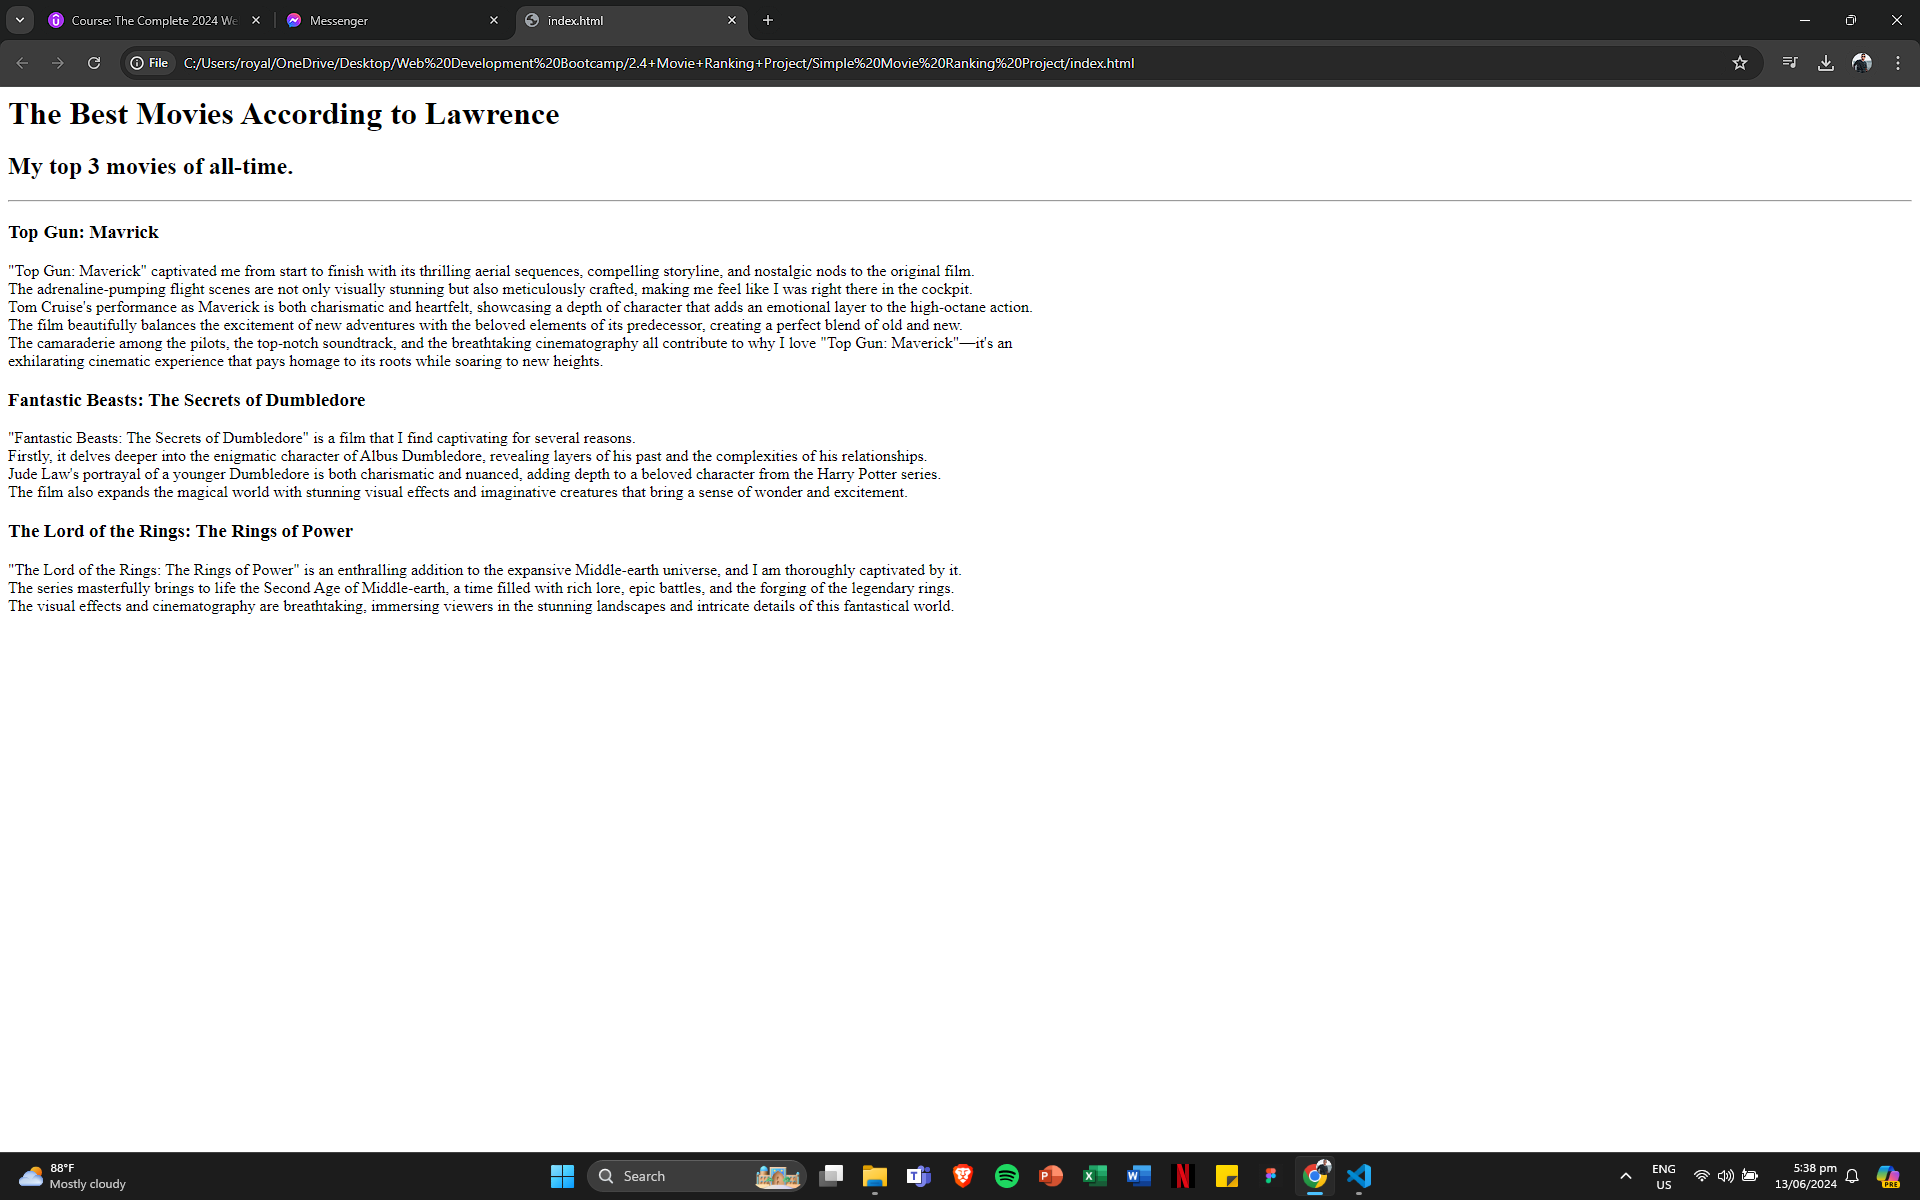 Course: The Complete 2024 We
Messenger
index.html
File
C:/Users/royal/OneDrive/Desktop/Web%20Development%20Bootcamp/2.4+Movie+Ranking+Project/Simple%20Movie%20Ranking%20Project/index.html
The Best Movies According to Lawrence
My top 3 movies of all-time.
Top Gun: Mavrick
"Top Gun: Maverick" captivated me from start to finish with its thrilling aerial sequences, compelling storyline, and nostalgic nods to the original film.
The adrenaline-pumping flight scenes are not only visually stunning but also meticulously crafted, making me feel like I was right there in the cockpit.
Tom Cruise's performance as Maverick is both charismatic and heartfelt, showcasing a depth of character that adds an emotional layer to the high-octane action.
The film beautifully balances the excitement of new adventures with the beloved elements of its predecessor, creating a perfect blend of old and new.
The camaraderie among the pilots, the top-notch soundtrack, and the breathtaking cinematography all contribute to why I love "Top Gun: Maverick"—it's an
exhilarating cinematic experience that pays homage to its roots while soaring to new heights.
Fantastic Beasts: The Secrets of Dumbledore
"Fantastic Beasts: The Secrets of Dumbledore" is a film that I find captivating for several reasons.
Firstly, it delves deeper into the enigmatic character of Albus Dumbledore, revealing layers of his past and the complexities of his relationships.
Jude Law's portrayal of a younger Dumbledore is both charismatic and nuanced, adding depth to a beloved character from the Harry Potter series.
The film also expands the magical world with stunning visual effects and imaginative creatures that bring a sense of wonder and excitement.
The Lord of the Rings: The Rings of Power
"The Lord of the Rings: The Rings of Power" is an enthralling addition to the expansive Middle-earth universe, and I am thoroughly captivated by it.
The series masterfully brings to life the Second Age of Middle-earth, a time filled with rich lore, epic battles, and the forging of the legendary rings.
The visual effects and cinematography are breathtaking, immersing viewers in the stunning landscapes and intricate details of this fantastical world.
88°F
Mostly cloudy
Search
ENG
US
5:38 pm
13/06/2024
PRE